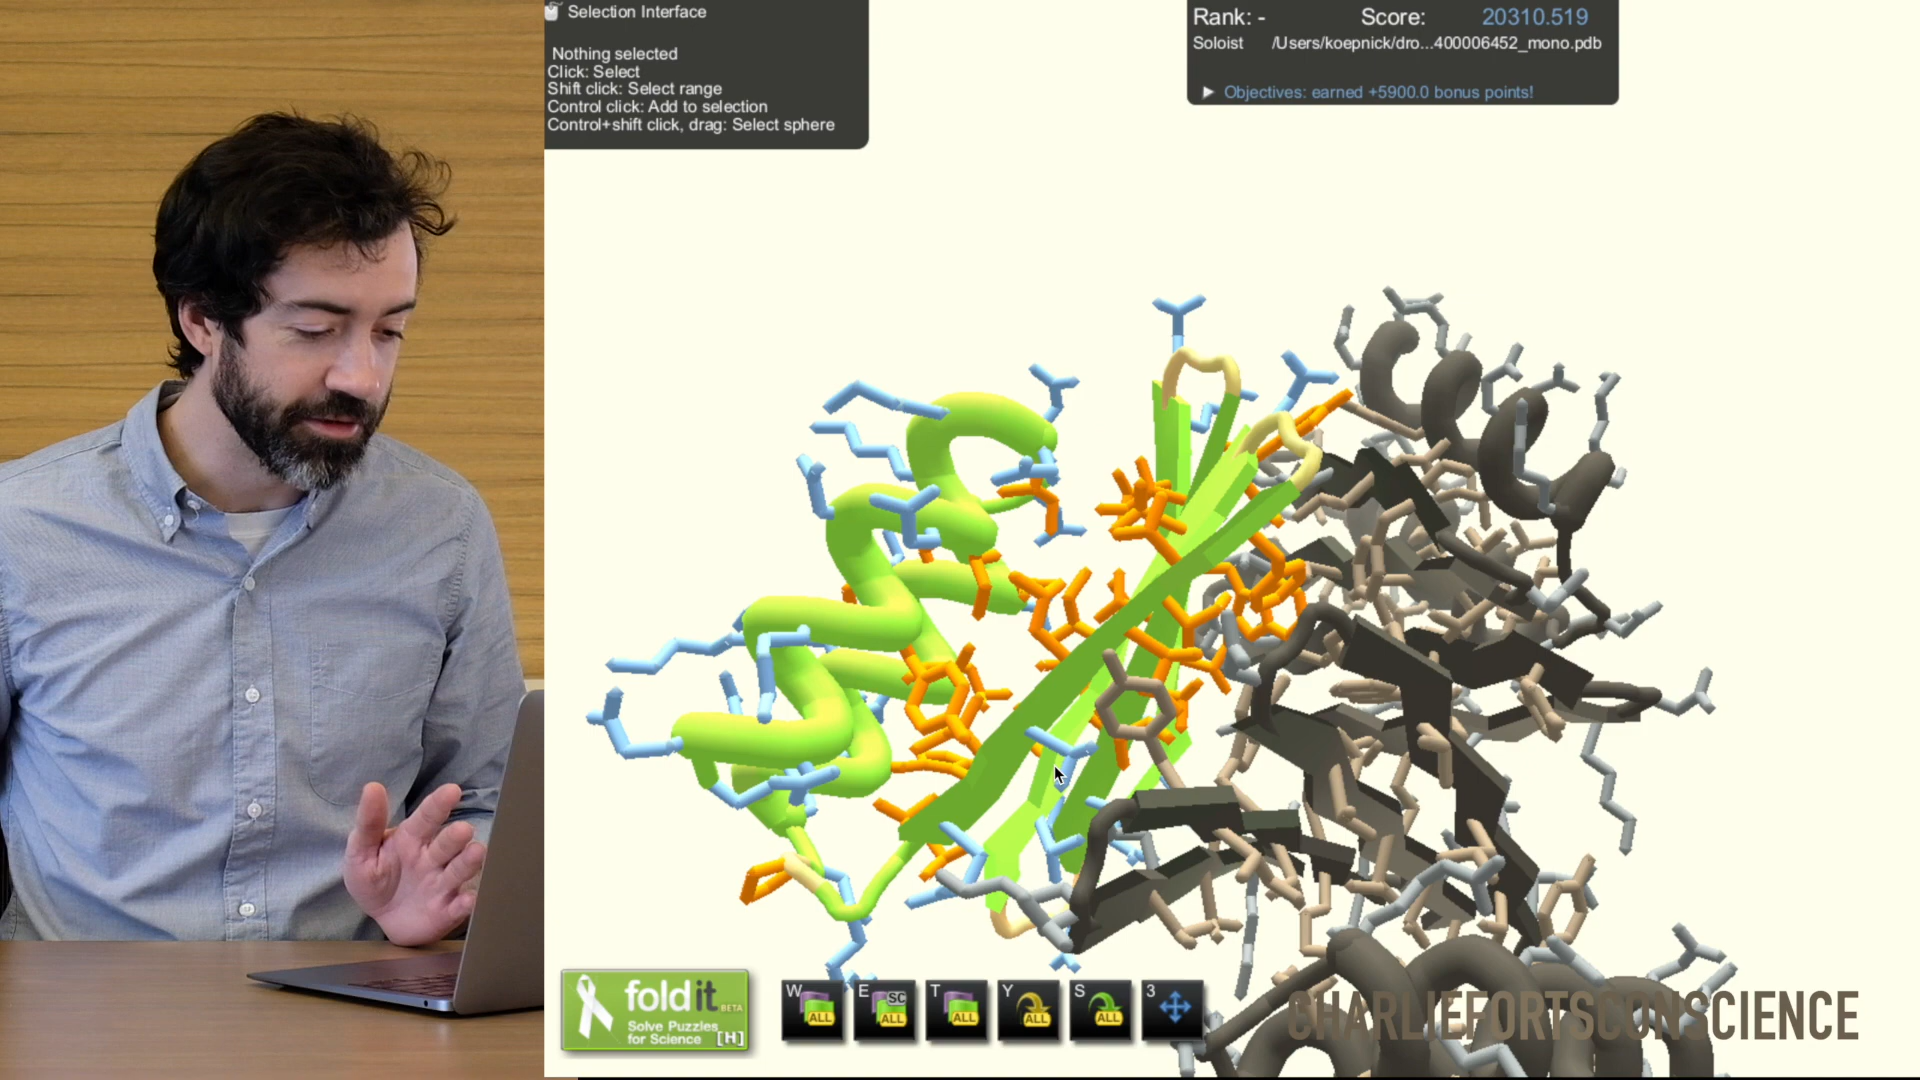 Selection Interface
Nothing selected
Click: Select
Shift click: Select range
Control click: Add to selection
Control+shift click, drag: Select sphere
Rank: - Score: 20310.519
Soloist /Users/koepnick/dro...400006452_mono.pdb
▶ Objectives: earned +5900.0 bonus points!
foldit BETA
Solve Puzzles
for Science [H]
W ALL
E SC ALL
T ALL
Y ALL
S ALL
3
CHARLIEFORTSCONSCIENCE